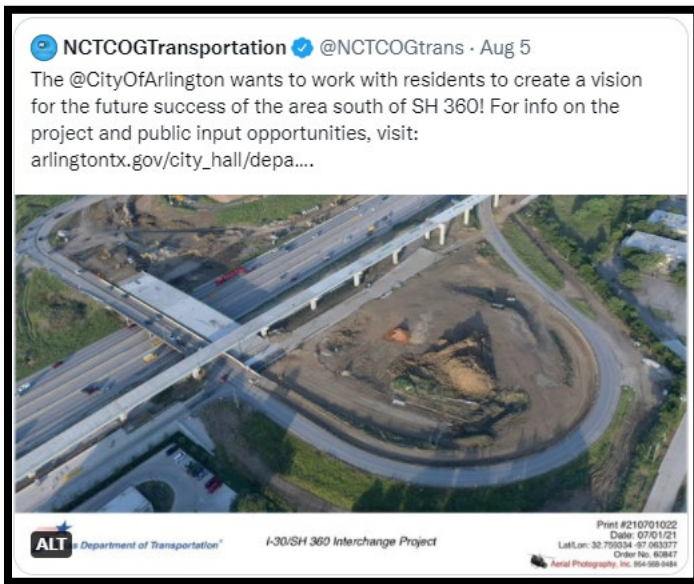 NCTCOGTransportation @NCTCOGtrans · Aug 5
The @CityOfArlington wants to work with residents to create a vision
for the future success of the area south of SH 360! For info on the
project and public input opportunities, visit:
arlingtontx.gov/city_hall/depa....
ALT
s Department of Transportation
I-30/SH 360 Interchange Project
Print #210701022
Date: 07/01/21
Lat/Lon: 32.759334 -97.063377
Order No. 60847
Aerial Photography, Inc. 954-568-0484